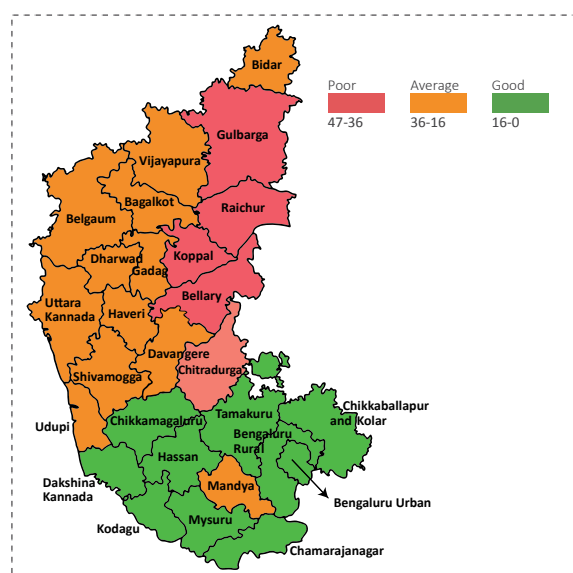 Bidar
Poor Average Good
47-36 36-16 16-0
Gulbarga
Vijayapura
Bagalkot
Raichur
Belgaum
Dharwad
Koppal
Gadag
Bellary
Uttara
Kannada
Haveri
Davangere
Chitradurga
Shivamogga
Udupi
Chikkamagaluru
Tamakuru
Chikkaballapur
and Kolar
Bengaluru
Rural
Hassan
Dakshina
Kannada
Mandya
Bengaluru Urban
Kodagu
Mysuru
Chamarajanagar